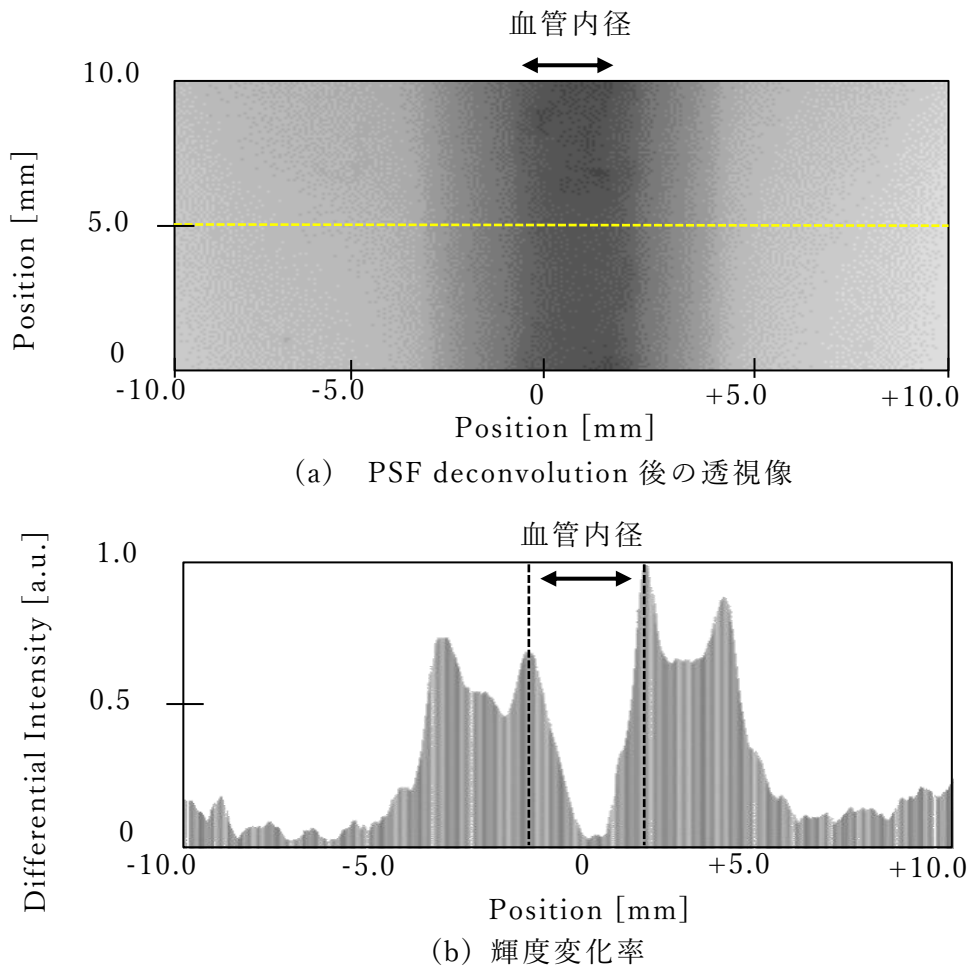 血管内径
10.0
5.0
0
Position [mm]
-10.0 -5.0 0 +5.0 +10.0
Position [mm]
(a) PSF deconvolution 後の透視像
血管内径
1.0
0.5
0
Differential Intensity [a.u.]
-10.0 -5.0 0 +5.0 +10.0
Position [mm]
(b) 輝度変化率